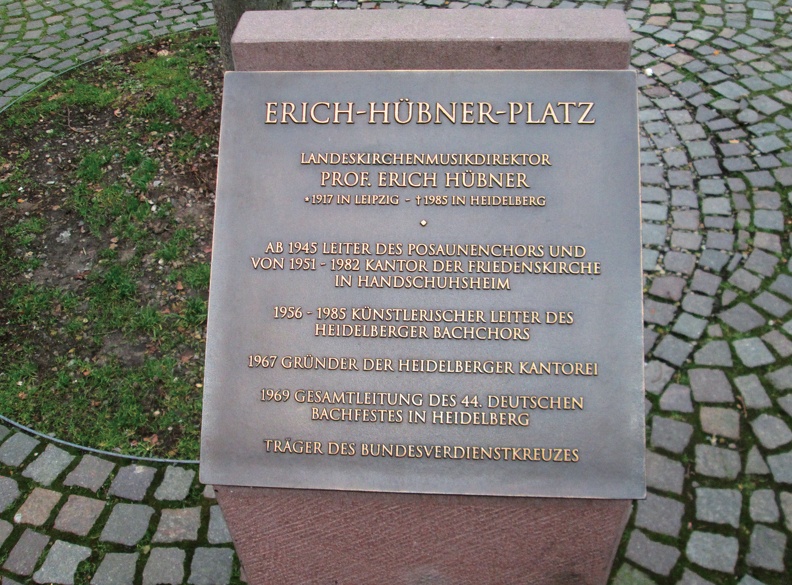 ERICH-HÜBNER-PLATZ
LANDESKIRCHENMUSIKDIREKTOR
PROF. ERICH HÜBNER
*1917 IN LEIPZIG - †1985 IN HEIDELBERG
AB 1945 LEITER DES POSAUNENCHORS UND
VON 1951 - 1982 KANTOR DER FRIEDENSKIRCHE
IN HANDSCHUHSHEIM
1956 - 1985 KÜNSTLERISCHER LEITER DES
HEIDELBERGER BACHCHORS
1967 GRÜNDER DER HEIDELBERGER KANTOREI
1969 GESAMTLEITUNG DES 44. DEUTSCHEN
BACHFESTES IN HEIDELBERG
TRÄGER DES BUNDESVERDIENSTKREUZES